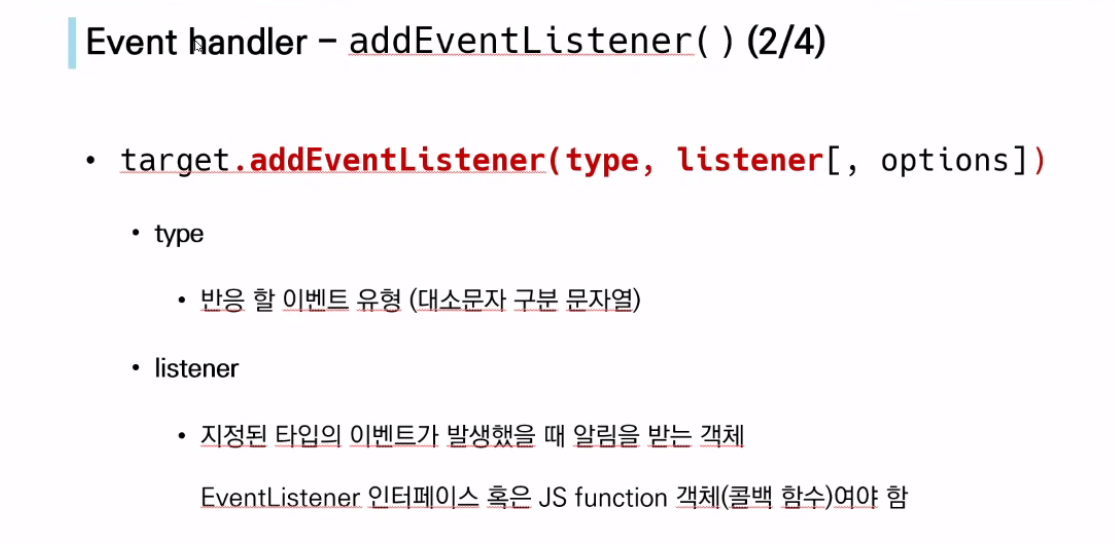 Event handler – addEventListener() (2/4)
• target.addEventListener(type, listener[, options])
• type
• 반응 할 이벤트 유형 (대소문자 구분 문자열)
• listener
• 지정된 타입의 이벤트가 발생했을 때 알림을 받는 객체
EventListener 인터페이스 혹은 JS function 객체(콜백 함수)여야 함